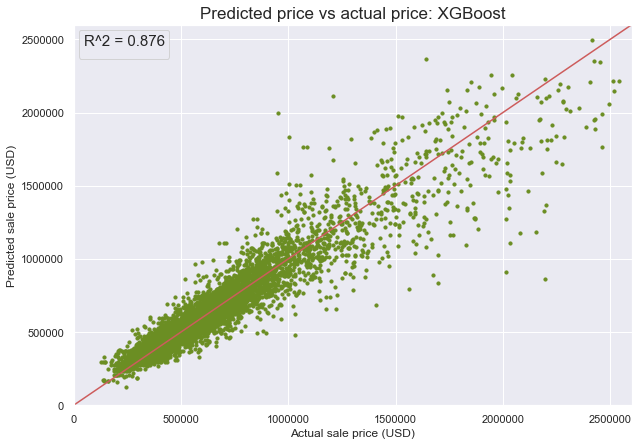 Predicted price vs actual price: XGBoost
R^2 = 0.876
Predicted sale price (USD)
2500000
2000000
1500000
1000000
500000
0
0 500000 1000000 1500000 2000000 2500000
Actual sale price (USD)